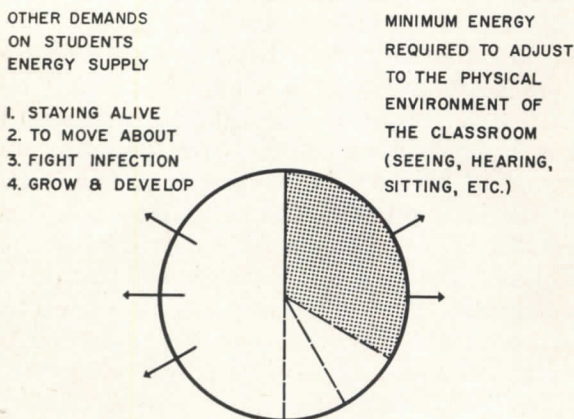 OTHER DEMANDS
ON STUDENTS
ENERGY SUPPLY
1. STAYING ALIVE
2. TO MOVE ABOUT
3. FIGHT INFECTION
4. GROW & DEVELOP
MINIMUM ENERGY
REQUIRED TO ADJUST
TO THE PHYSICAL
ENVIRONMENT OF
THE CLASSROOM
(SEEING, HEARING,
SITTING, ETC.)